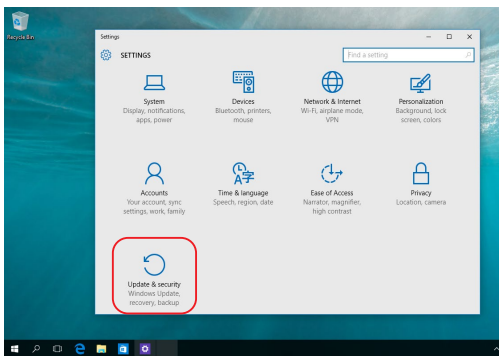 Recycle Bin
Settings
SETTINGS
Find a setting
System
Display, notifications,
apps, power
Devices
Bluetooth, printers,
mouse
Network & Internet
Wi-Fi, airplane mode,
VPN
Personalization
Background, lock
screen, colors
Accounts
Your account, sync
settings, work, family
Time & language
Speech, region, date
Ease of Access
Narrator, magnifier,
high contrast
Privacy
Location, camera
Update & security
Windows Update,
recovery, backup